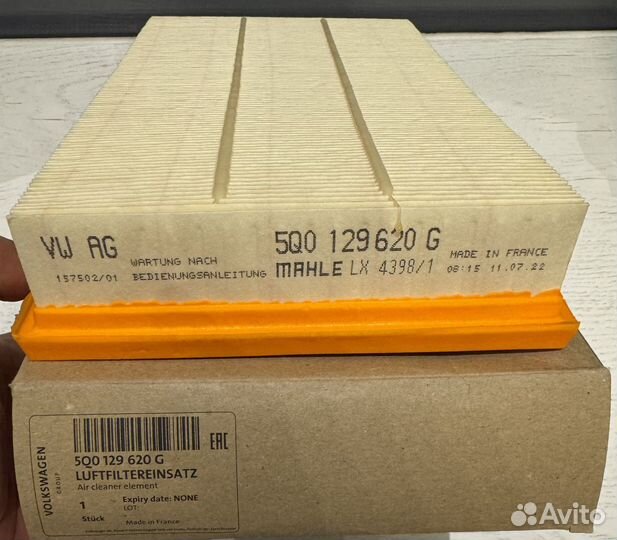 VW AG
157502/01
WARTUNG NACH
BEDIENUNGSANLEITUNG
5Q0 129 620 G
MAHLE LX 4398/1
MADE IN FRANCE
08:15 11.07.22
VOLKSWAGEN
GROUP
EAC
5Q0 129 620 G
LUFTFILTEREINSATZ
Air cleaner element
1
Stück
Expiry date: NONE
LOT:
Made in France
Avito